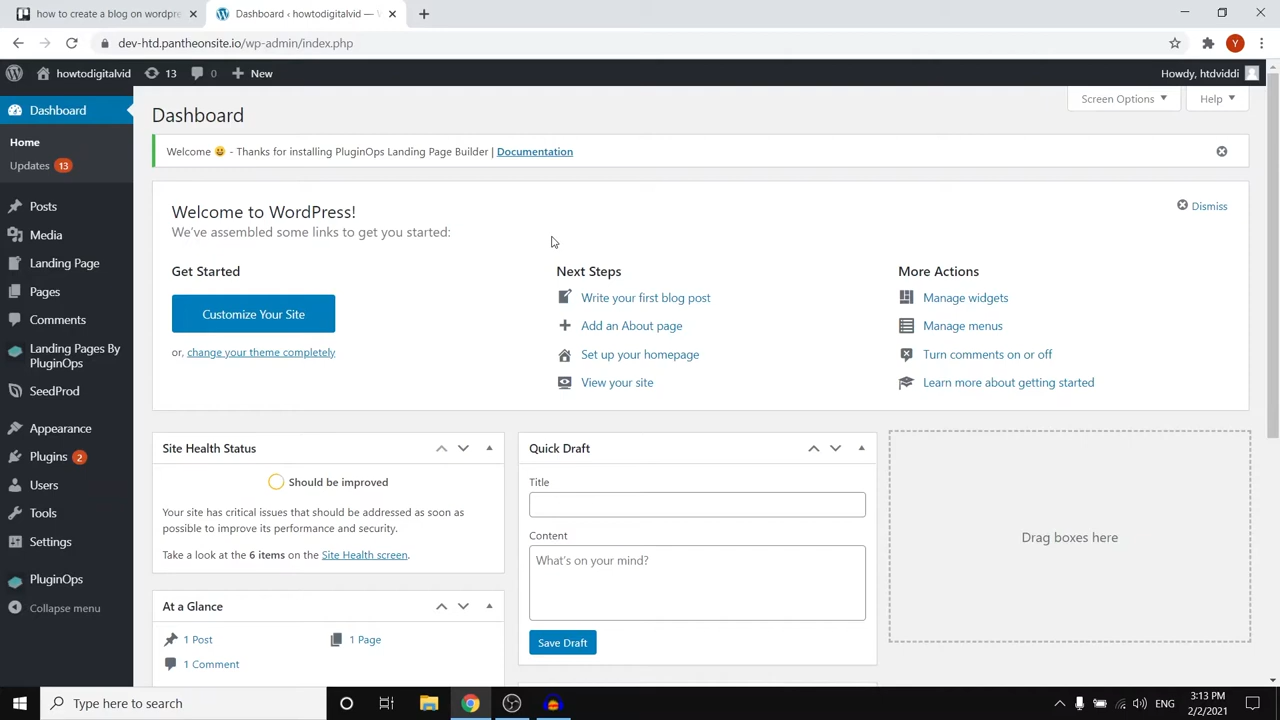 how to create a blog on wordpre
Dashboard ‹ howtodigitalvid —
dev-htd.pantheonsite.io/wp-admin/index.php
Y
howtodigitalvid
13
0
New
Howdy, htdviddi
Dashboard
Home
Updates 13
Posts
Media
Landing Page
Pages
Comments
Landing Pages By
PluginOps
SeedProd
Appearance
Plugins 2
Users
Tools
Settings
PluginOps
Collapse menu
Screen Options
Help
Dashboard
Welcome 😀 - Thanks for installing PluginOps Landing Page Builder | Documentation
Welcome to WordPress!
We've assembled some links to get you started:
Dismiss
Get Started
Customize Your Site
or, change your theme completely
Next Steps
Write your first blog post
Add an About page
Set up your homepage
View your site
More Actions
Manage widgets
Manage menus
Turn comments on or off
Learn more about getting started
Site Health Status
Should be improved
Your site has critical issues that should be addressed as soon as
possible to improve its performance and security.
Take a look at the 6 items on the Site Health screen.
At a Glance
1 Post
1 Page
1 Comment
Quick Draft
Title
Content
What's on your mind?
Save Draft
Drag boxes here
Type here to search
ENG
3:13 PM
2/2/2021